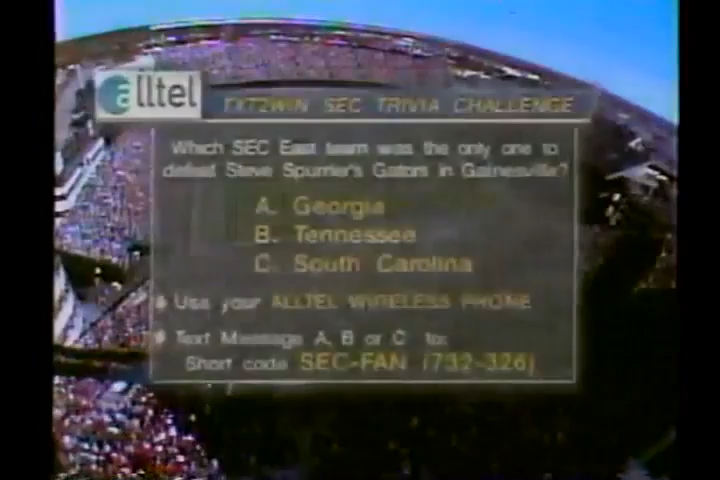 alltel
TXT2WIN SEC TRIVIA CHALLENGE
Which SEC East team was the only one to
defeat Steve Spurrier's Gators in Gainesville?
A. Georgia
B. Tennessee
C. South Carolina
Use your ALLTEL WIRELESS PHONE
Text Message A, B or C to:
Short code SEC-FAN (732-326)